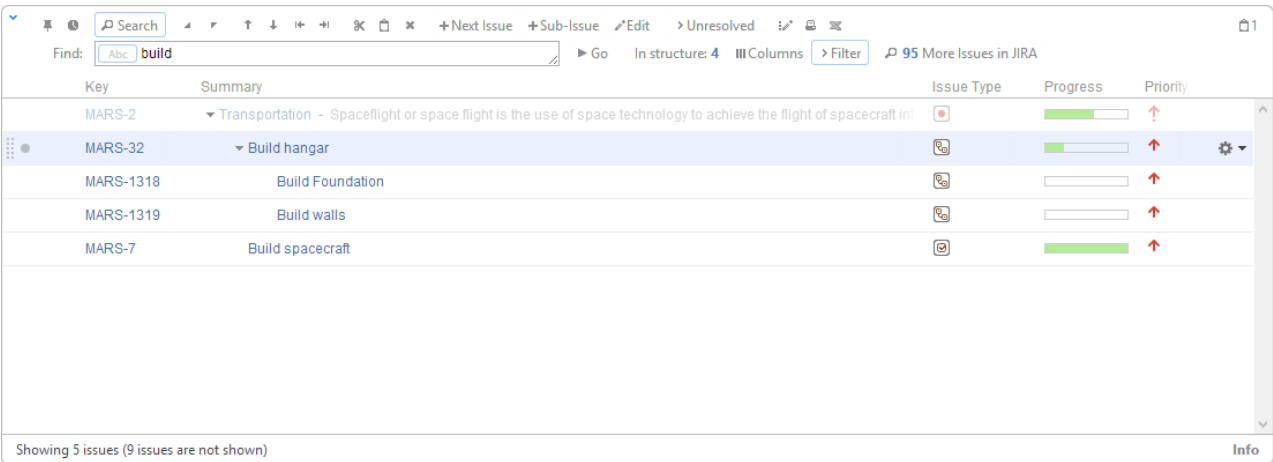 Search +Next Issue +Sub-Issue Edit >Unresolved 1
Find: Abc build Go In structure: 4 Columns >Filter 95 More Issues in JIRA
Key Summary Issue Type Progress Priority
MARS-2 Transportation - Spaceflight or space flight is the use of space technology to achieve the flight of spacecraft int
MARS-32 Build hangar
MARS-1318 Build Foundation
MARS-1319 Build walls
MARS-7 Build spacecraft
Showing 5 issues (9 issues are not shown) Info